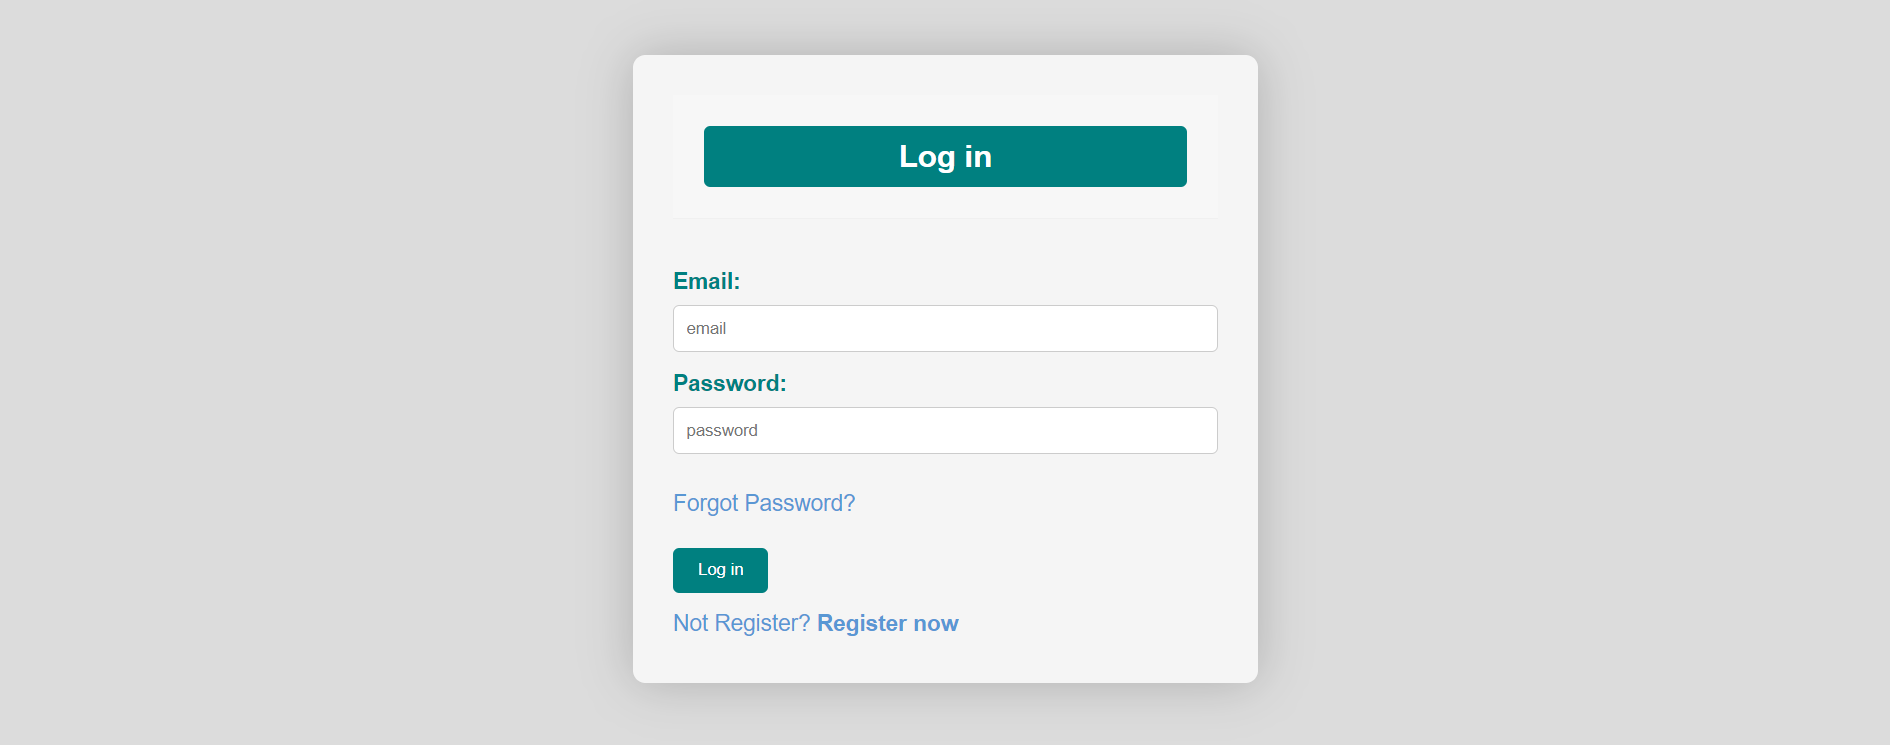 Log in
Email:
email
Password:
password
Forgot Password?
Log in
Not Register? Register now